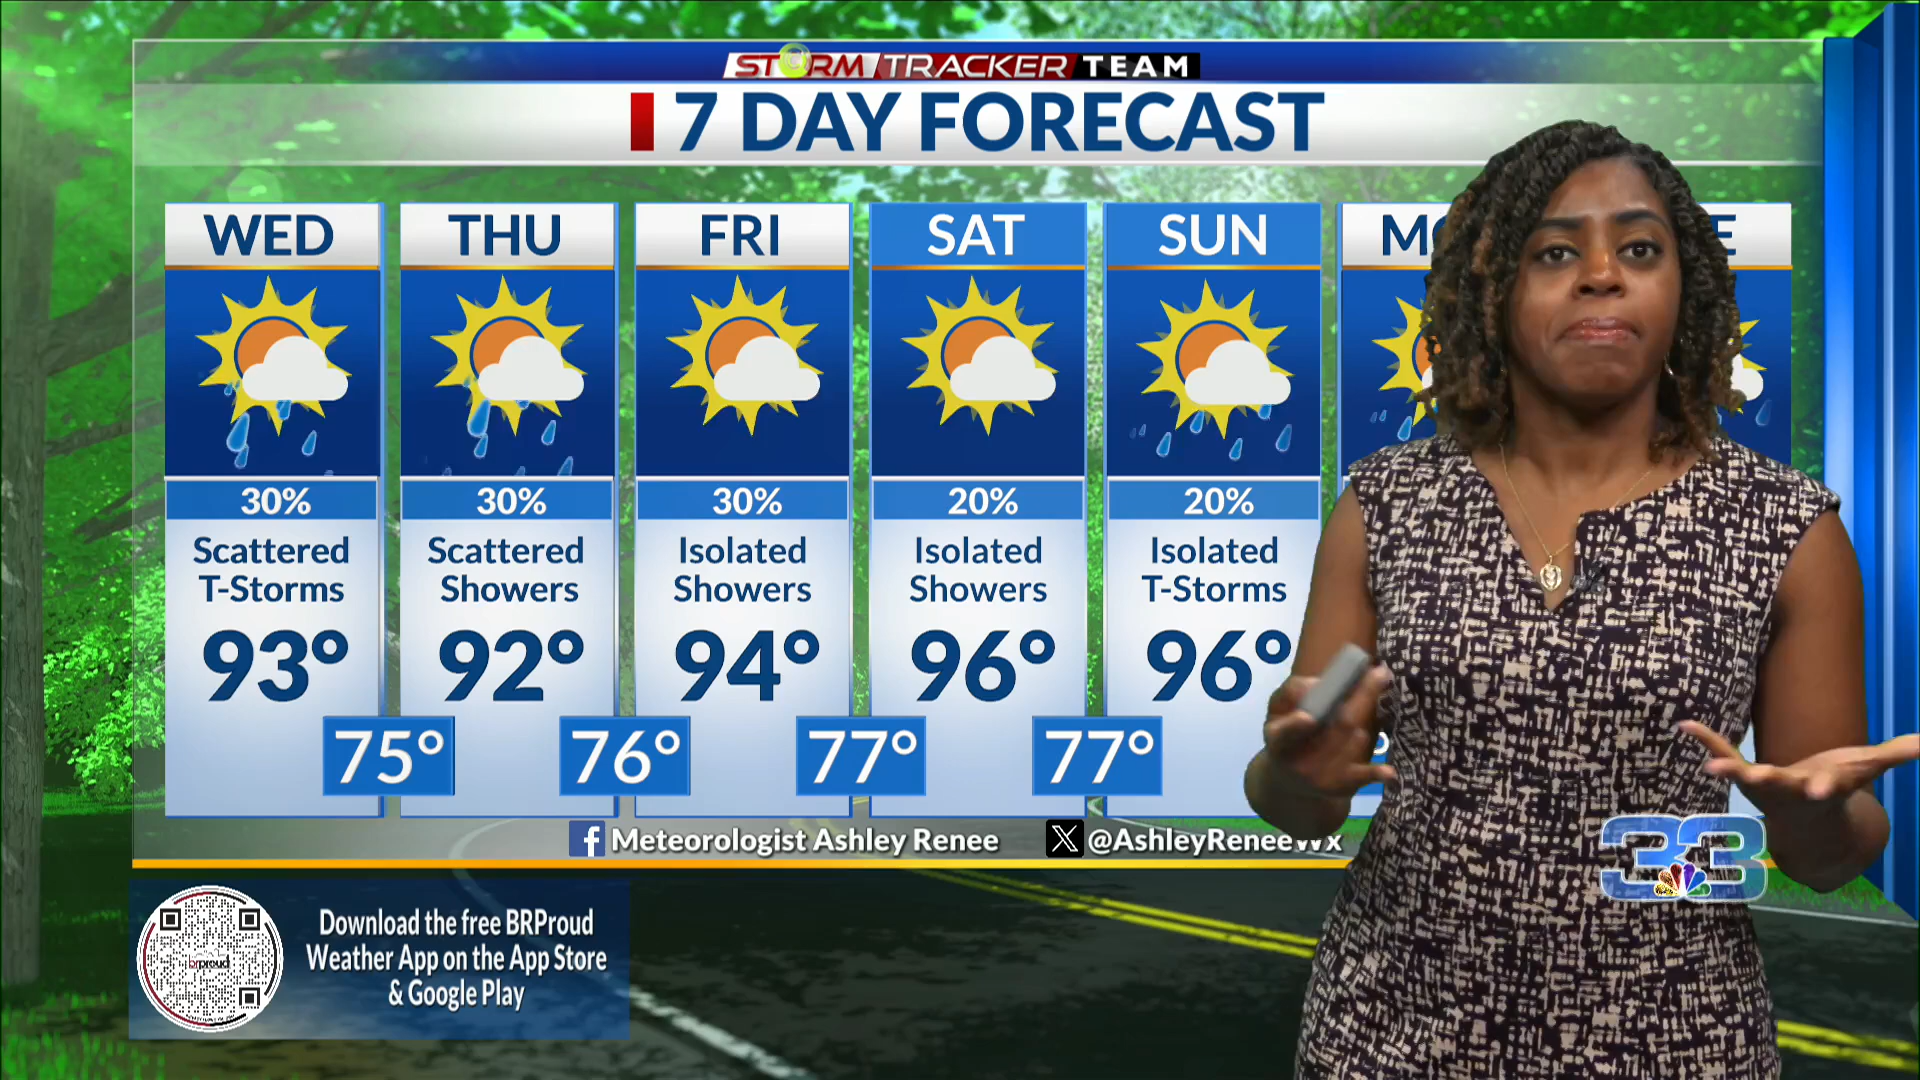 STORM TRACKER TEAM
7 DAY FORECAST
WED
THU
FRI
SAT
SUN
30%
30%
30%
20%
20%
Scattered
T-Storms
Scattered
Showers
Isolated
Showers
Isolated
Showers
Isolated
T-Storms
93°
92°
94°
96°
96°
75°
76°
77°
77°
Meteorologist Ashley Renee
@AshleyReneeWx
33
brproud
Download the free BRProud
Weather App on the App Store
& Google Play